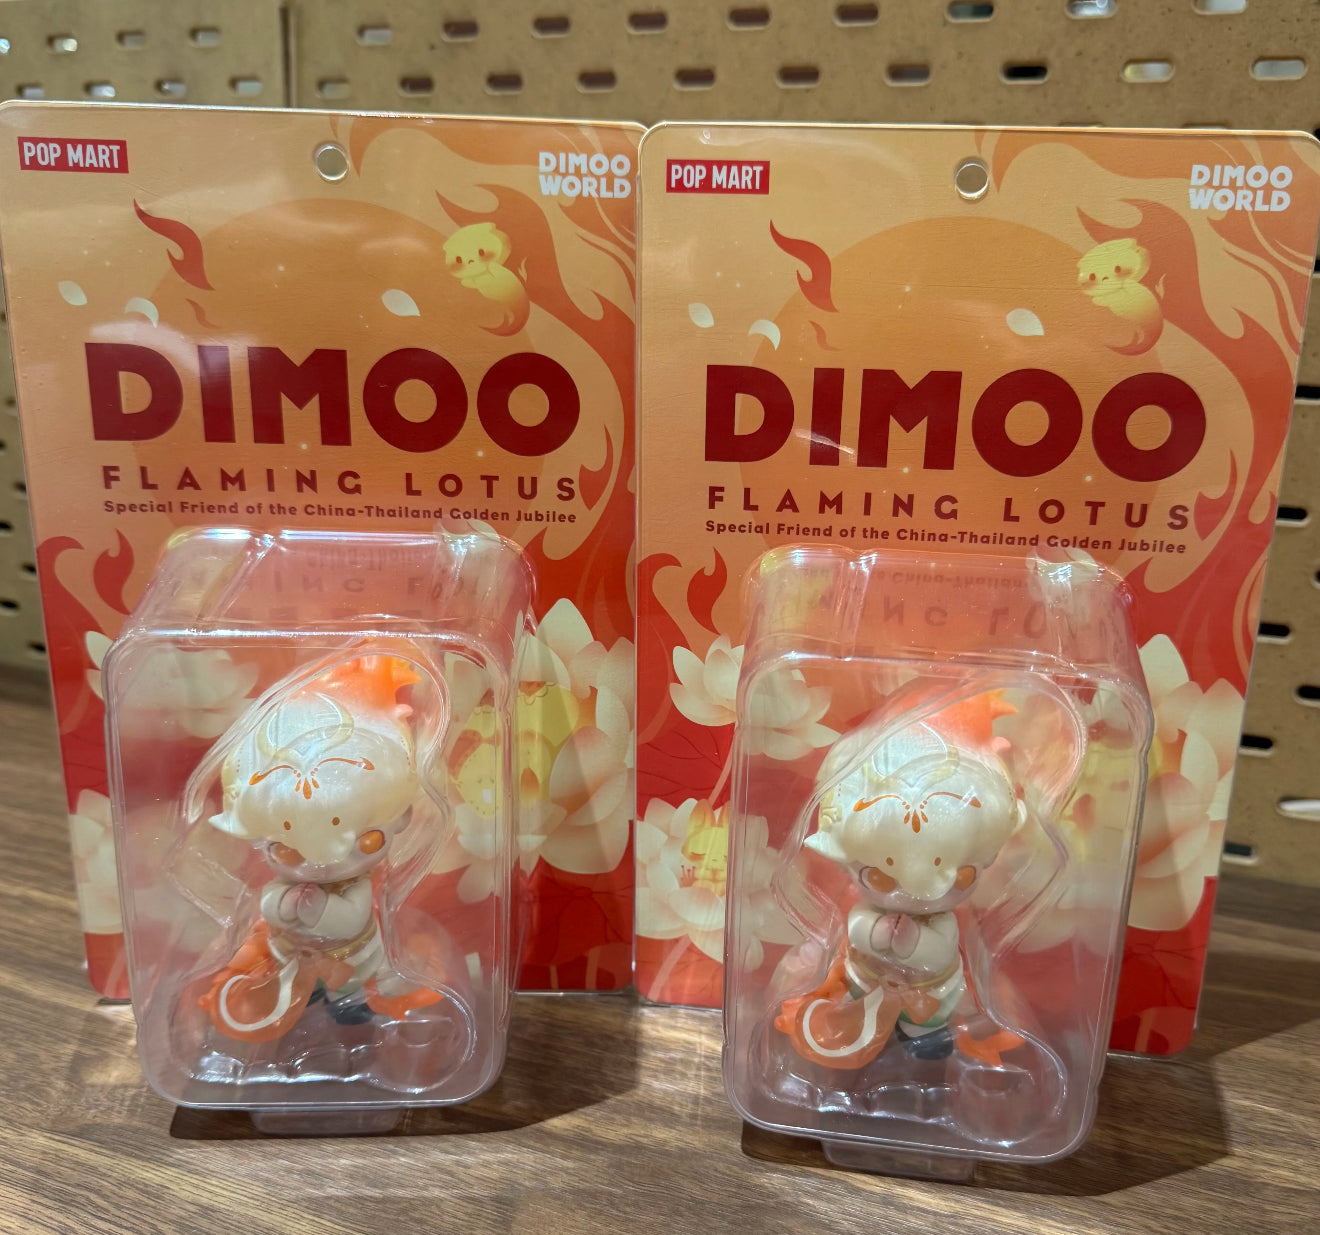 POP MART
DIMOO
WORLD
DIMOO
FLAMING LOTUS
Special Friend of the China-Thailand Golden Jubilee
POP MART
DIMOO
WORLD
DIMOO
FLAMING LOTUS
Special Friend of the China-Thailand Golden Jubilee